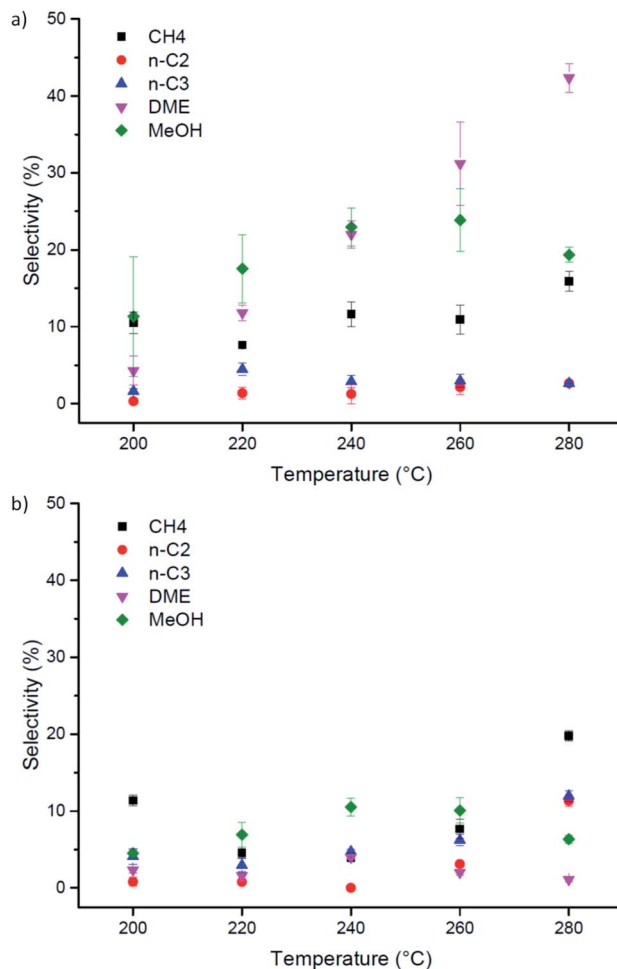 a)
50
40
30
20
10
0
Selectivity (%)
CH4
n-C2
n-C3
DME
MeOH
200 220 240 260 280
Temperature (°C)
b)
50
40
30
20
10
0
Selectivity (%)
CH4
n-C2
n-C3
DME
MeOH
200 220 240 260 280
Temperature (°C)